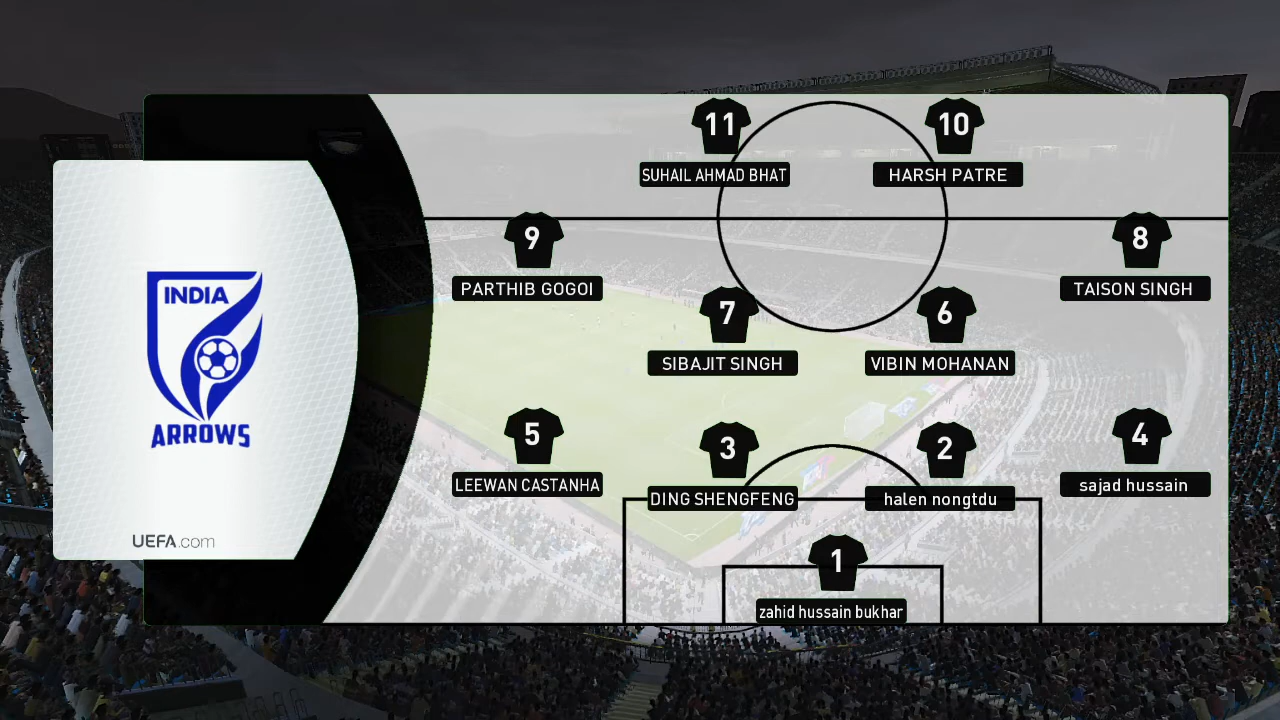 11
10
SUHAIL AHMAD BHAT
HARSH PATRE
9
8
PARTHIB GOGOI
TAISON SINGH
7
6
SIBAJIT SINGH
VIBIN MOHANAN
INDIA
ARROWS
5
3
2
4
LEEWAN CASTANHA
DING SHENGFENG
halen nongtdu
sajad hussain
1
zahid hussain bukhar
UEFA.com